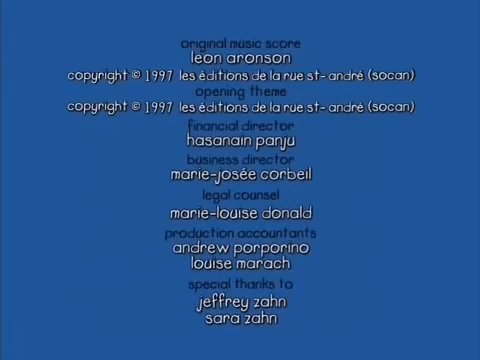 original music score
leon aronson
copyright © 1997 les éditions de la rue st-andré (socan)
opening theme
copyright © 1997 les éditions de la rue st-andré (socan)
financial director
hasanain panju
business director
marie-josée corbeil
legal counsel
marie-louise donald
production accountants
andrew porporino
louise marach
special thanks to
jeffrey zahn
sara zahn